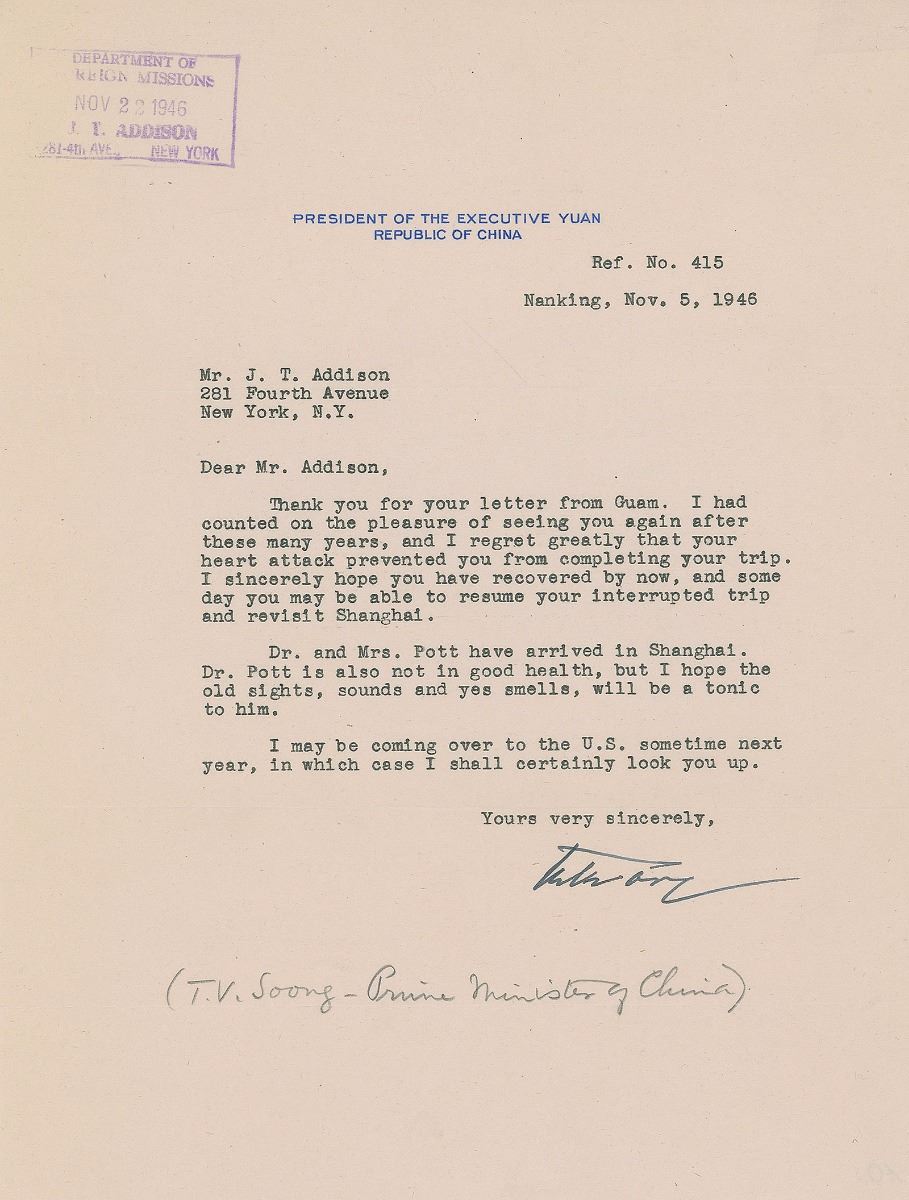 DEPARTMENT OF
REIGN MISSIONS
NOV 22 1946
J. T. ADDISON
281-4th AVE., NEW YORK
PRESIDENT OF THE EXECUTIVE YUAN
REPUBLIC OF CHINA
Ref. No. 415
Nanking, Nov. 5, 1946
Mr. J. T. Addison
281 Fourth Avenue
New York, N.Y.
Dear Mr. Addison,
Thank you for your letter from Guam. I had
counted on the pleasure of seeing you again after
these many years, and I regret greatly that your
heart attack prevented you from completing your trip.
I sincerely hope you have recovered by now, and some
day you may be able to resume your interrupted trip
and revisit Shanghai.
Dr. and Mrs. Pott have arrived in Shanghai.
Dr. Pott is also not in good health, but I hope the
old sights, sounds and yes smells, will be a tonic
to him.
I may be coming over to the U.S. sometime next
year, in which case I shall certainly look you up.
Yours very sincerely,
(T.V. Soong - Prime Minister of China)